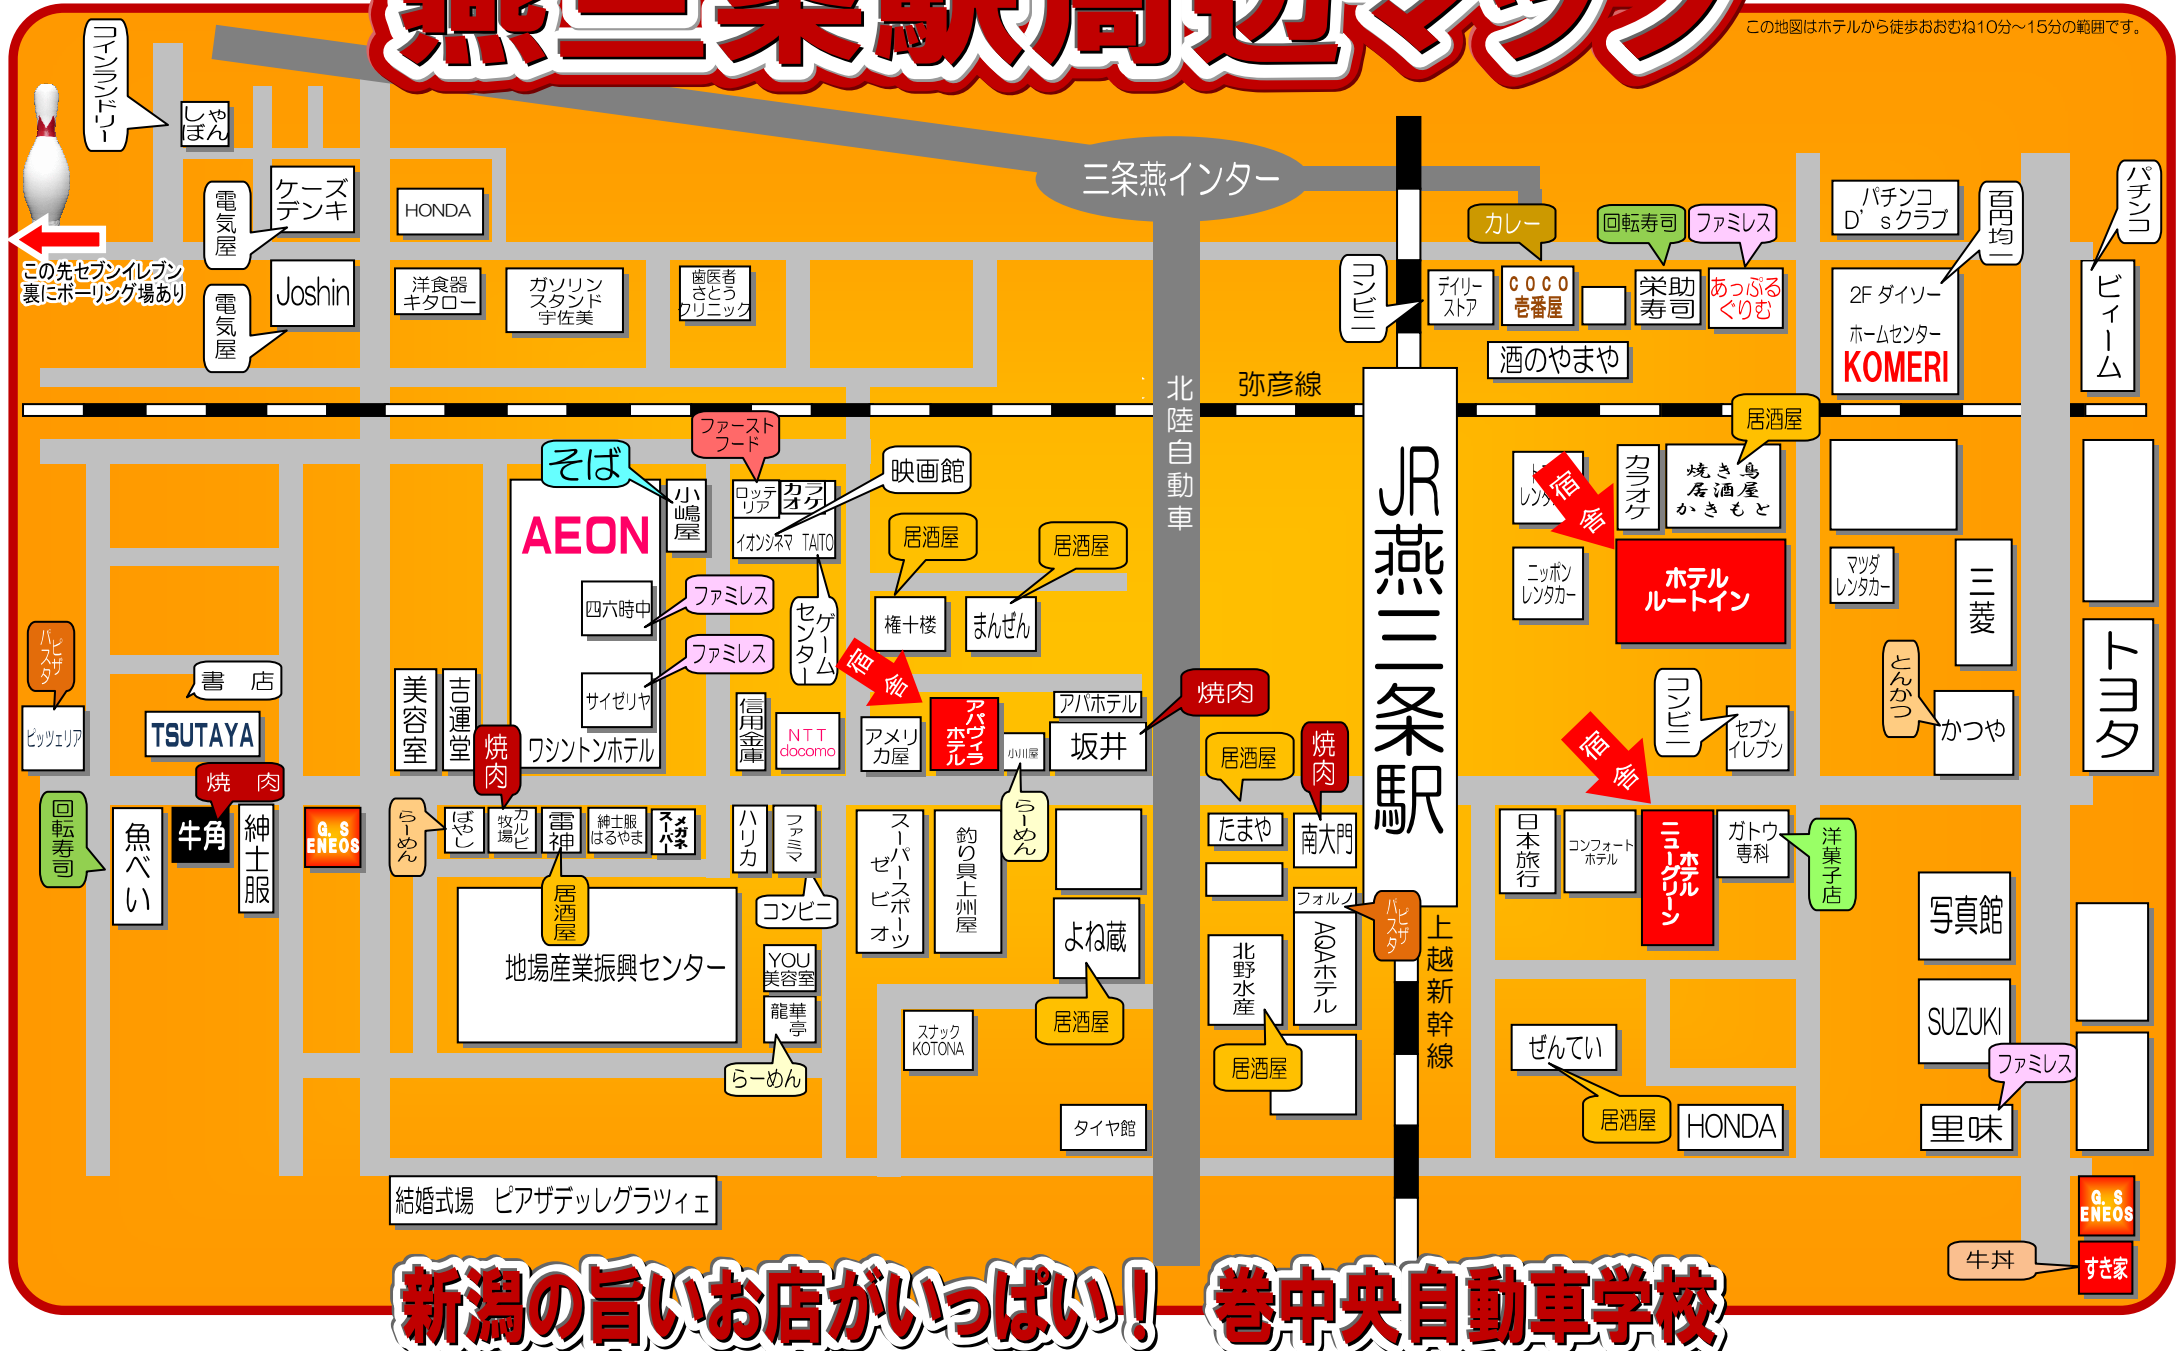 燕三条駅周辺マップ
この地図はホテルから徒歩おおむね10分～15分の範囲です。
コインランドリー
しゃ
ぼん
電気屋
ケーズ
デンキ
HONDA
三条燕インター
カレー
回転寿司
ファミレス
パチンコ
D'sクラブ
百円均一
パチンコ
この先セブンイレブン
裏にボーリング場あり
電気屋
Joshin
洋食器
キタロー
ガソリン
スタンド
宇佐美
歯医者
さとう
クリニック
コンビニ
デイリー
ストア
COCO
壱番屋
栄助
寿司
あっぷる
ぐりむ
2F ダイソー
ホームセンター
KOMERI
ビィーム
酒のやまや
北陸自動車
弥彦線
JR燕三条駅
居酒屋
ファースト
フード
そば
映画館
AEON
小嶋屋
ロッテ
リア
カラ
オケ
イオンシネマ TAITO
居酒屋
居酒屋
レンタ
宿舎
カラオケ
焼き鳥
居酒屋
かきもと
四六時中
ファミレス
ゲーム
センター
権十楼
まんぜん
ニッポン
レンタカー
ホテル
ルートイン
マツダ
レンタカー
三菱
トヨタ
ピザ
パスタ
書 店
ファミレス
サイゼリヤ
宿舎
焼肉
コンビニ
とんかつ
ピッツェリア
TSUTAYA
美容室
吉運堂
焼肉
ワシントンホテル
信用金庫
NTT
docomo
アメリ
カ屋
アパヴィラ
ホテル
小川屋
アパホテル
坂井
居酒屋
焼肉
宿舎
セブン
イレブン
かつや
焼 肉
回転寿司
魚べい
牛角
紳士服
G.S
ENEOS
らーめん
ばやし
カルビ
牧場
雷神
紳士服
はるやま
メガネ
スーパー
ハリカ
ファミマ
スーパースポーツ
ゼビオ
釣り具上州屋
らーめん
たまや
南大門
日本旅行
コンフォート
ホテル
ホテル
ニューグリーン
ガトウ
専科
洋菓子店
居酒屋
コンビニ
地場産業振興センター
YOU
美容室
龍華
亭
らーめん
よね蔵
居酒屋
フォルノ
ピザ
パスタ
AQAホテル
北野水産
居酒屋
上越新幹線
写真館
SUZUKI
ファミレス
里味
スナック
KOTONA
タイヤ館
ぜんてい
居酒屋
HONDA
結婚式場 ピアザデッレグラツィエ
G.S
ENEOS
牛丼
すき家
新潟の旨いお店がいっぱい！ 巻中央自動車学校